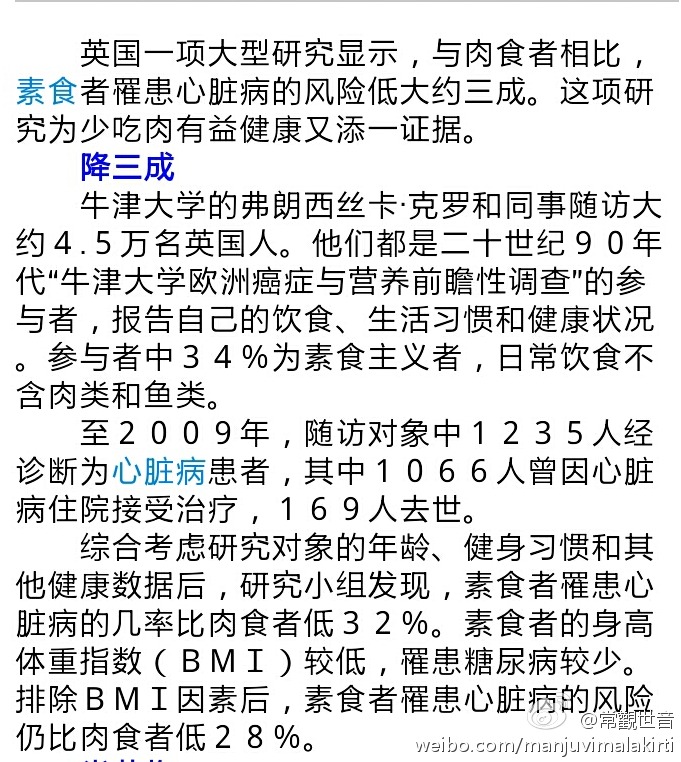 英国一项大型研究显示，与肉食者相比，
素食者罹患心脏病的风险低大约三成。这项研
究为少吃肉有益健康又添一证据。
降三成
牛津大学的弗朗西丝卡·克罗和同事随访大
约４.５万名英国人。他们都是二十世纪９０年
代“牛津大学欧洲癌症与营养前瞻性调查”的参
与者，报告自己的饮食、生活习惯和健康状况
。参与者中３４％为素食主义者，日常饮食不
含肉类和鱼类。
至２００９年，随访对象中１２３５人经
诊断为心脏病患者，其中１０６６人曾因心脏
病住院接受治疗，１６９人去世。
综合考虑研究对象的年龄、健身习惯和其
他健康数据后，研究小组发现，素食者罹患心
脏病的几率比肉食者低３２％。素食者的身高
体重指数（ＢＭＩ）较低，罹患糖尿病较少。
排除ＢＭＩ因素后，素食者罹患心脏病的风险
仍比肉食者低２８％。
@常觀世音
weibo.com/manjuvimalakirti